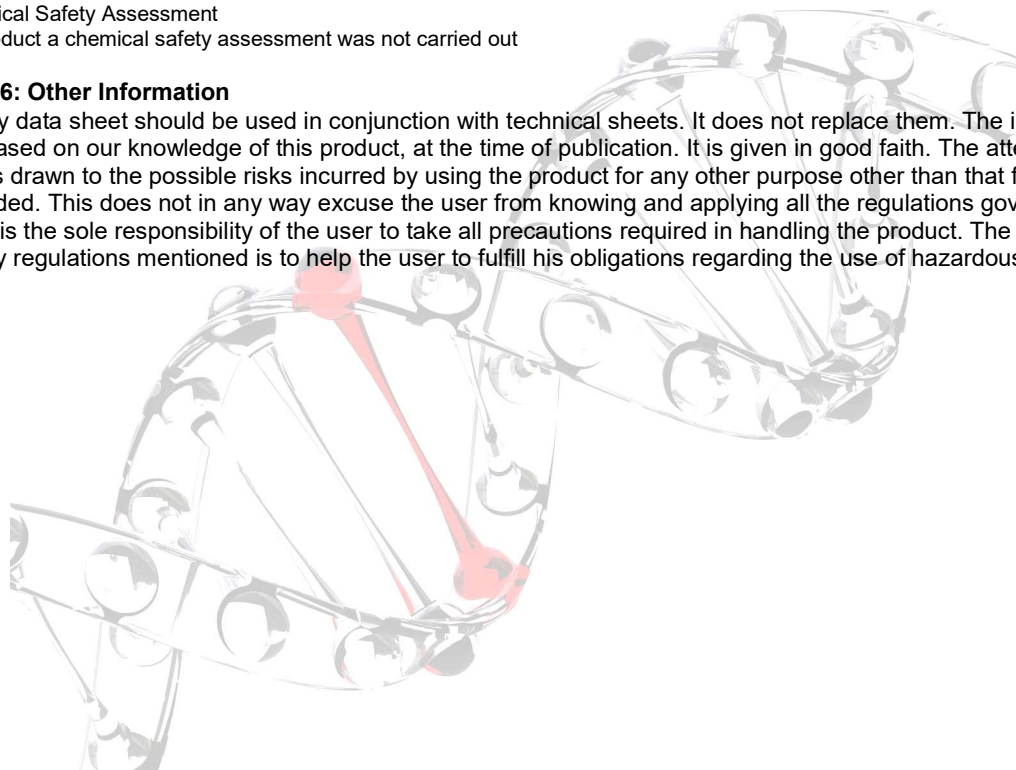 ical Safety Assessment
oduct a chemical safety assessment was not carried out
6: Other Information
y data sheet should be used in conjunction with technical sheets. It does not replace them. The i
ased on our knowledge of this product, at the time of publication. It is given in good faith. The atte
s drawn to the possible risks incurred by using the product for any other purpose other than that f
ded. This does not in any way excuse the user from knowing and applying all the regulations gov
is the sole responsibility of the user to take all precautions required in handling the product. The
y regulations mentioned is to help the user to fulfill his obligations regarding the use of hazardous